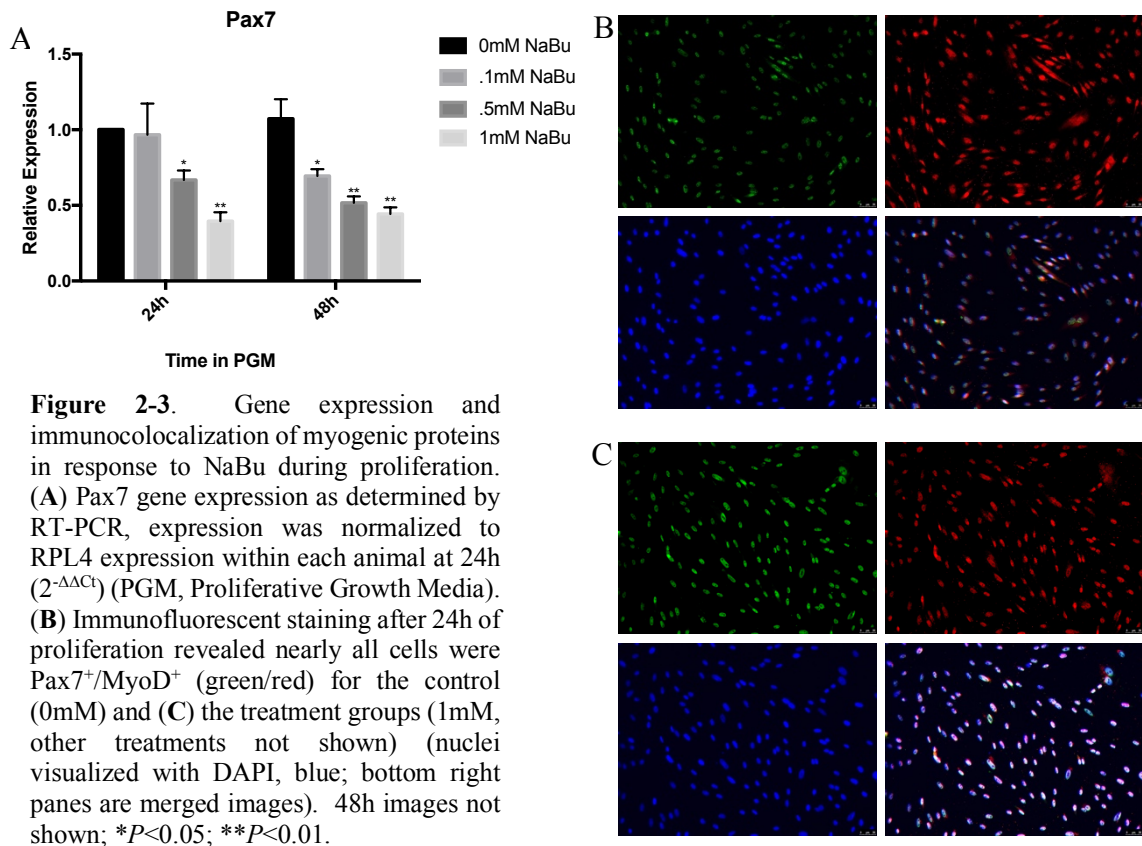 A
Pax7
Relative Expression
1.5
1.0
0.5
0.0
*
**
*
**
**
24h
48h
Time in PGM
0mM NaBu
.1mM NaBu
.5mM NaBu
1mM NaBu
B
C
Figure 2-3. Gene expression and
immunocolocalization of myogenic proteins
in response to NaBu during proliferation.
(A) Pax7 gene expression as determined by
RT-PCR, expression was normalized to
RPL4 expression within each animal at 24h
(2-ΔΔCt) (PGM, Proliferative Growth Media).
(B) Immunofluorescent staining after 24h of
proliferation revealed nearly all cells were
Pax7+/MyoD+ (green/red) for the control
(0mM) and (C) the treatment groups (1mM,
other treatments not shown) (nuclei
visualized with DAPI, blue; bottom right
panes are merged images). 48h images not
shown; *P<0.05; **P<0.01.